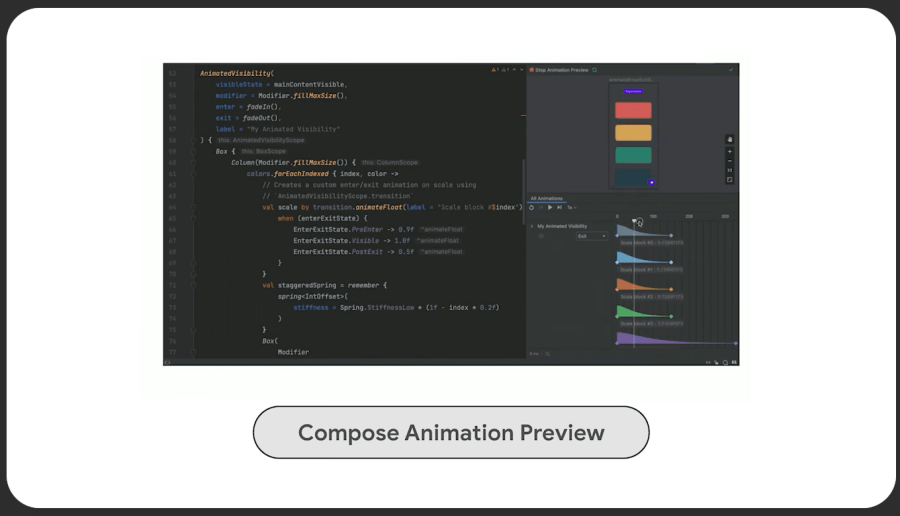 52 AnimatedVisibility(
53 visibleState = mainContentVisible,
54 modifier = Modifier.fillMaxSize(),
55 enter = fadeIn(),
56 exit = fadeOut(),
57 label = "My Animated Visibility"
58 ) { this: AnimatedVisibilityScope
59 Box { this: BoxScope
60 Column(Modifier.fillMaxSize()) { this: ColumnScope
61 colors.forEachIndexed { index, color ->
62 // Creates a custom enter/exit animation on scale using
63 // `AnimatedVisibilityScope.transition`
64 val scale by transition.animateFloat(label = "Scale block #$index")
65 when (enterExitState) {
66 EnterExitState.PreEnter -> 0.9f ^animateFloat
67 EnterExitState.Visible -> 1.0f ^animateFloat
68 EnterExitState.PostExit -> 0.5f ^animateFloat
69 }
70 }
71 val staggeredSpring = remember {
72 spring<IntOffset>(
73 stiffness = Spring.StiffnessLow * (1f - index * 0.2f)
74 )
75 }
76 Box(
77 Modifier
Stop Animation Preview
All Animations
1x
0 100 200 300
My Animated Visibility
Exit
Scale block #0 :
Scale block #1 :
Scale block #2 :
Scale block #3 :
Compose Animation Preview